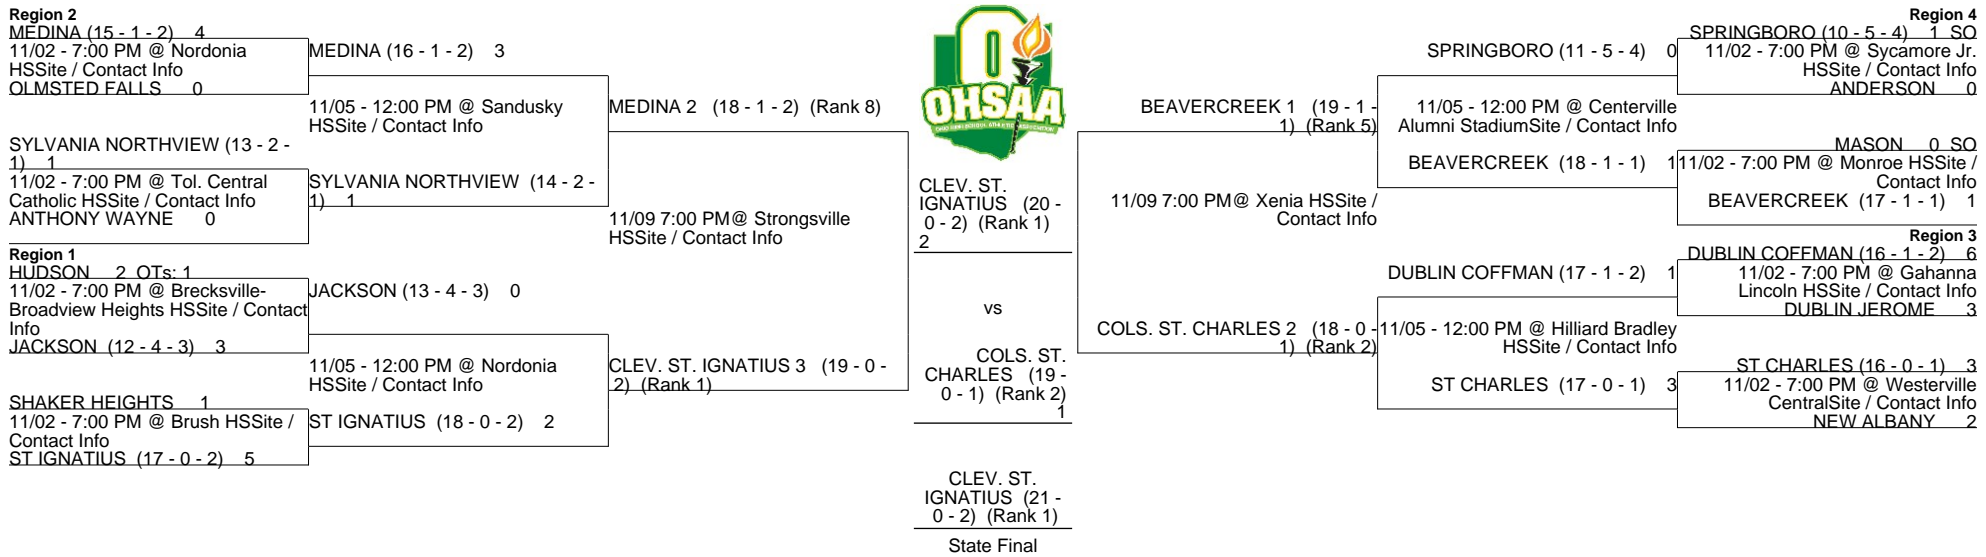 Region 2
MEDINA (15 - 1 - 2) 4
11/02 - 7:00 PM @ Nordonia
HSSite / Contact Info
OLMSTED FALLS 0
SYLVANIA NORTHVIEW (13 - 2 -
1) 1
11/02 - 7:00 PM @ Tol. Central
Catholic HSSite / Contact Info
ANTHONY WAYNE 0
Region 1
HUDSON 2 OTs: 1
11/02 - 7:00 PM @ Brecksville-
Broadview Heights HSSite / Contact
Info
JACKSON (12 - 4 - 3) 3
SHAKER HEIGHTS 1
11/02 - 7:00 PM @ Brush HSSite /
Contact Info
ST IGNATIUS (17 - 0 - 2) 5
MEDINA (16 - 1 - 2) 3
11/05 - 12:00 PM @ Sandusky
HSSite / Contact Info
SYLVANIA NORTHVIEW (14 - 2 -
1) 1
JACKSON (13 - 4 - 3) 0
11/05 - 12:00 PM @ Nordonia
HSSite / Contact Info
ST IGNATIUS (18 - 0 - 2) 2
MEDINA 2 (18 - 1 - 2) (Rank 8)
11/09 7:00 PM@ Strongsville
HSSite / Contact Info
CLEV. ST. IGNATIUS 3 (19 - 0 -
2) (Rank 1)
OHSAA
CLEV. ST.
IGNATIUS (20 -
0 - 2) (Rank 1)
2
vs
COLS. ST.
CHARLES (19 -
0 - 1) (Rank 2)
1
CLEV. ST.
IGNATIUS (21 -
0 - 2) (Rank 1)
State Final
BEAVERCREEK 1 (19 - 1 -
1) (Rank 5)
11/09 7:00 PM@ Xenia HSSite /
Contact Info
COLS. ST. CHARLES 2 (18 - 0 -
1) (Rank 2)
SPRINGBORO (11 - 5 - 4) 0
11/05 - 12:00 PM @ Centerville
Alumni StadiumSite / Contact Info
BEAVERCREEK (18 - 1 - 1) 1
DUBLIN COFFMAN (17 - 1 - 2) 1
11/05 - 12:00 PM @ Hilliard Bradley
HSSite / Contact Info
ST CHARLES (17 - 0 - 1) 3
Region 4
SPRINGBORO (10 - 5 - 4) 1 SO
11/02 - 7:00 PM @ Sycamore Jr.
HSSite / Contact Info
ANDERSON 0
MASON 0 SO
11/02 - 7:00 PM @ Monroe HSSite /
Contact Info
BEAVERCREEK (17 - 1 - 1) 1
Region 3
DUBLIN COFFMAN (16 - 1 - 2) 6
11/02 - 7:00 PM @ Gahanna
Lincoln HSSite / Contact Info
DUBLIN JEROME 3
ST CHARLES (16 - 0 - 1) 3
11/02 - 7:00 PM @ Westerville
CentralSite / Contact Info
NEW ALBANY 2